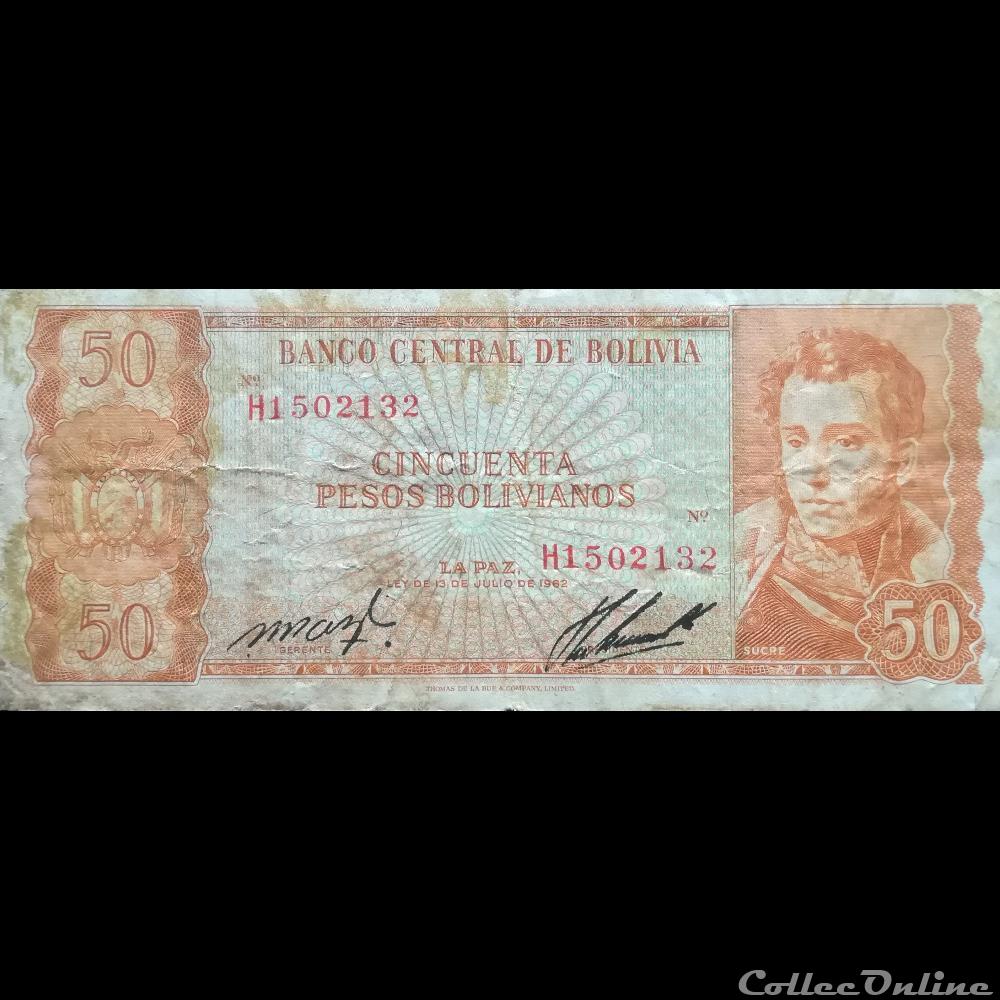 50
BANCO CENTRAL DE BOLIVIA
Nº
H1502132
CINCUENTA
PESOS BOLIVIANOS
Nº
H1502132
LA PAZ,
LEY DE 13 DE JULIO DE 1962
50
GERENTE
SUCRE
50
THOMAS DE LA RUE & COMPANY, LIMITED.
CollecOnline